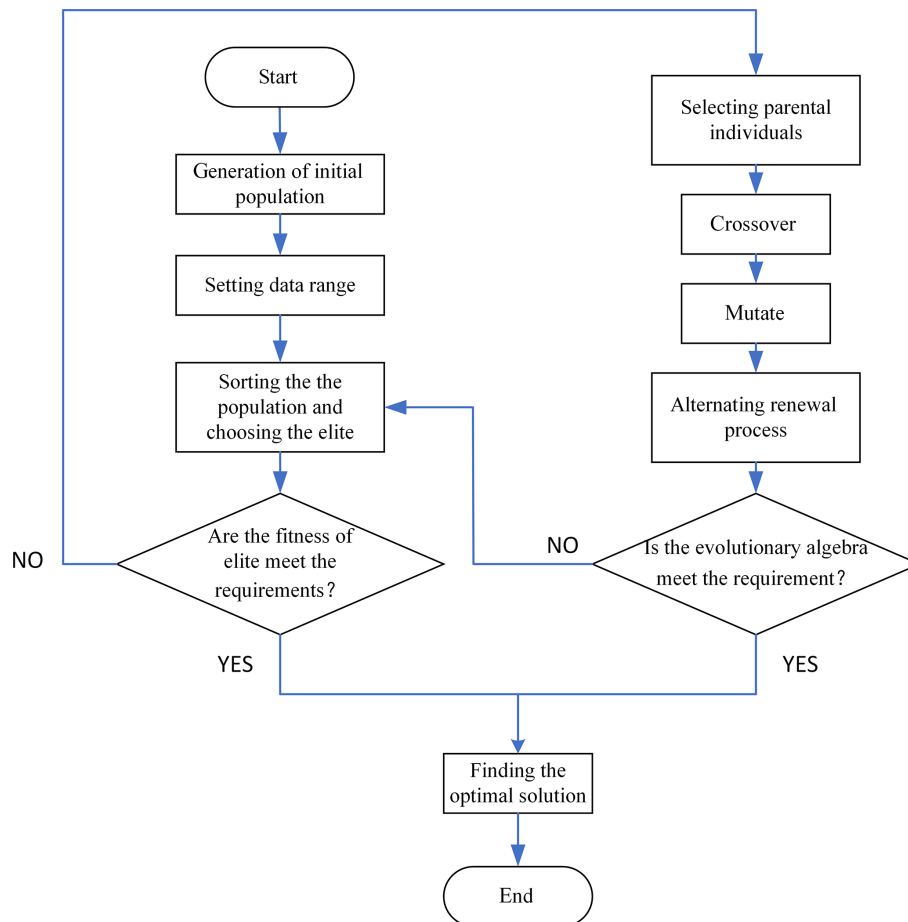 Start
Generation of initial
population
Setting data range
Sorting the the
population and
choosing the elite
Are the fitness of
elite meet the
requirements?
NO
YES
Selecting parental
individuals
Crossover
Mutate
Alternating renewal
process
Is the evolutionary algebra
meet the requirement?
NO
YES
Finding the
optimal solution
End